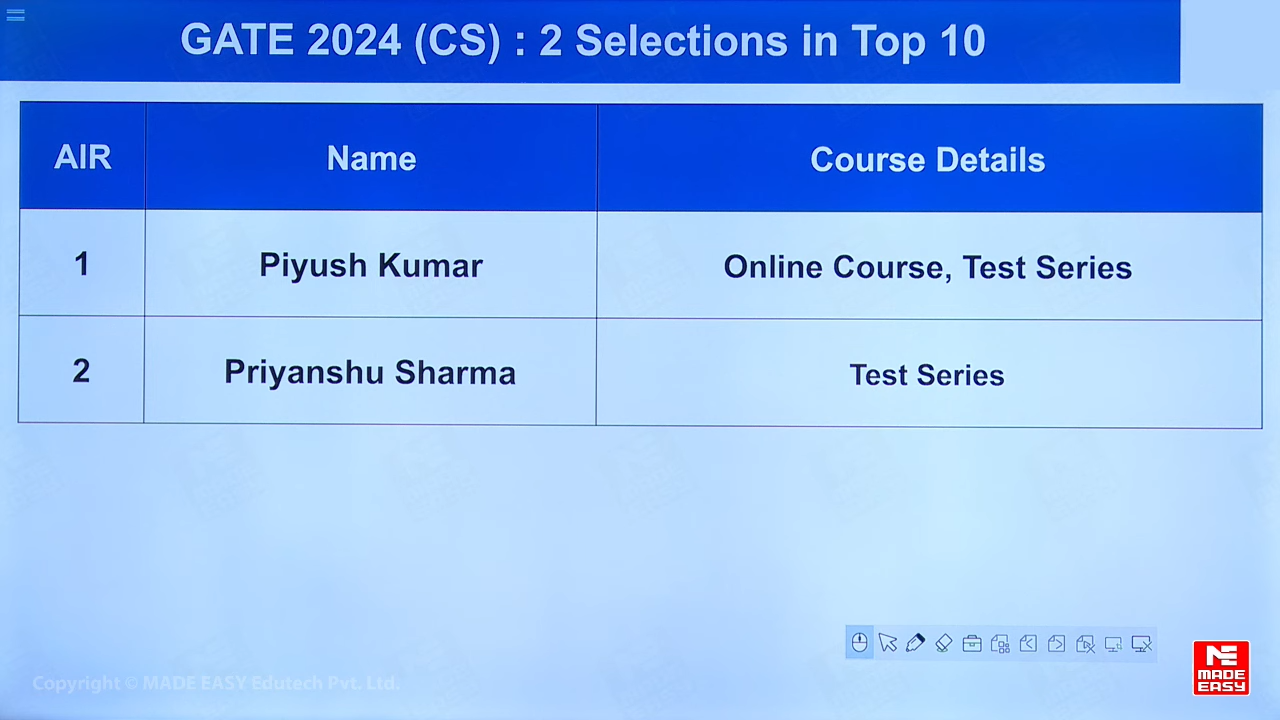 GATE 2024 (CS) : 2 Selections in Top 10
AIR Name Course Details
1 Piyush Kumar Online Course, Test Series
2 Priyanshu Sharma Test Series
Copyright © MADE EASY Edutech Pvt. Ltd.
MADE
EASY